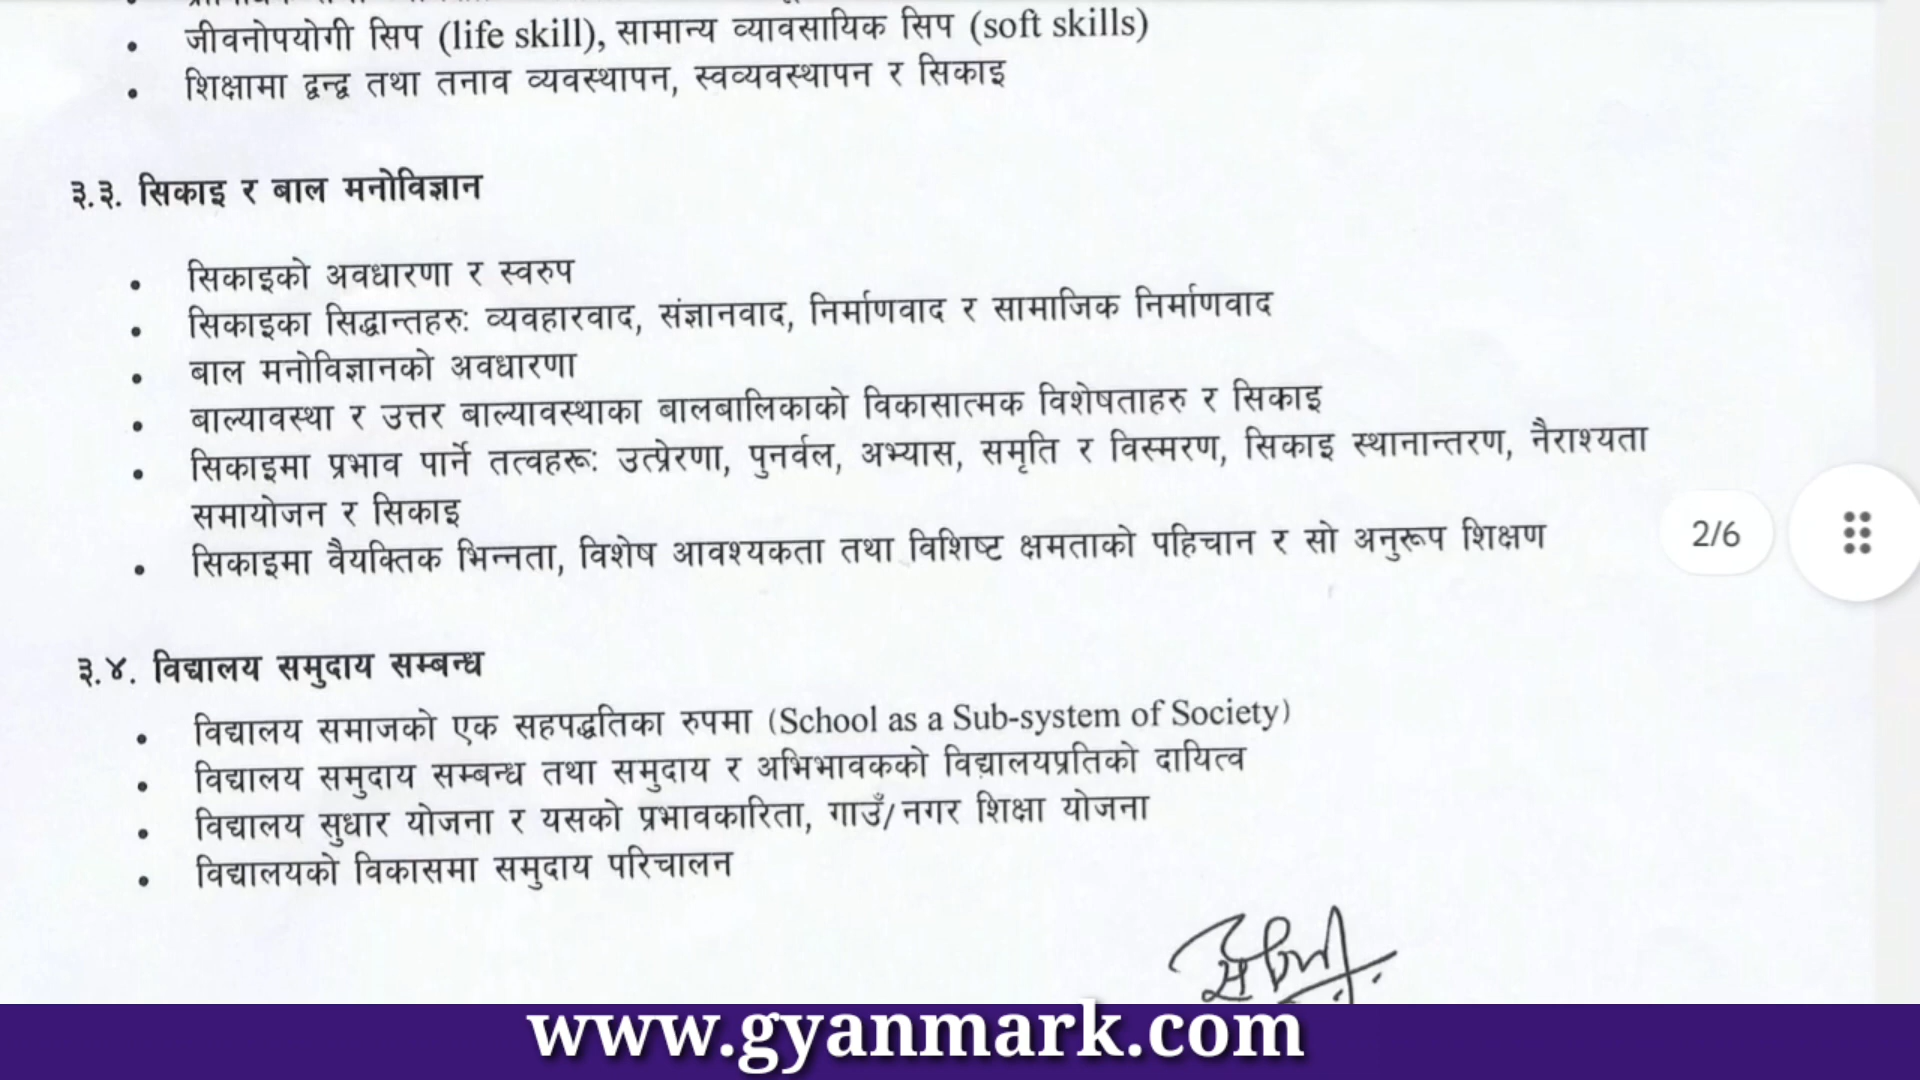 • जीवनोपयोगी सिप (life skill), सामान्य व्यावसायिक सिप (soft skills)
• शिक्षामा द्वन्द्व तथा तनाव व्यवस्थापन, स्वव्यवस्थापन र सिकाइ
३.३. सिकाइ र बाल मनोविज्ञान
• सिकाइको अवधारणा र स्वरुप
• सिकाइका सिद्धान्तहरु: व्यवहारवाद, संज्ञानवाद, निर्माणवाद र सामाजिक निर्माणवाद
• बाल मनोविज्ञानको अवधारणा
• बाल्यावस्था र उत्तर बाल्यावस्थाका बालबालिकाको विकासात्मक विशेषताहरु र सिकाइ
• सिकाइमा प्रभाव पार्ने तत्वहरू: उत्प्रेरणा, पुनर्वल, अभ्यास, समृति र विस्मरण, सिकाइ स्थानान्तरण, नैराश्यता
समायोजन र सिकाइ
• सिकाइमा वैयक्तिक भिन्नता, विशेष आवश्यकता तथा विशिष्ट क्षमताको पहिचान र सो अनुरूप शिक्षण
2/6
३.४. विद्यालय समुदाय सम्बन्ध
• विद्यालय समाजको एक सहपद्धतिका रुपमा (School as a Sub-system of Society)
• विद्यालय समुदाय सम्बन्ध तथा समुदाय र अभिभावकको विद्यालयप्रतिको दायित्व
• विद्यालय सुधार योजना र यसको प्रभावकारिता, गाउँ/नगर शिक्षा योजना
• विद्यालयको विकासमा समुदाय परिचालन
www.gyanmark.com